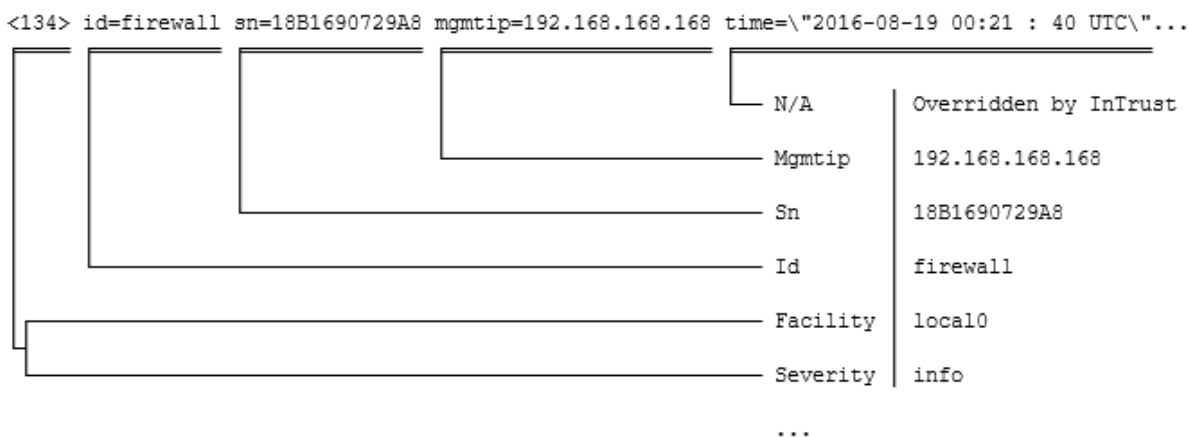 <134> id=firewall sn=18B1690729A8 mgmtip=192.168.168.168 time=\"2016-08-19 00:21 : 40 UTC\"...
N/A Overridden by InTrust
Mgmtip 192.168.168.168
Sn 18B1690729A8
Id firewall
Facility local0
Severity info
...